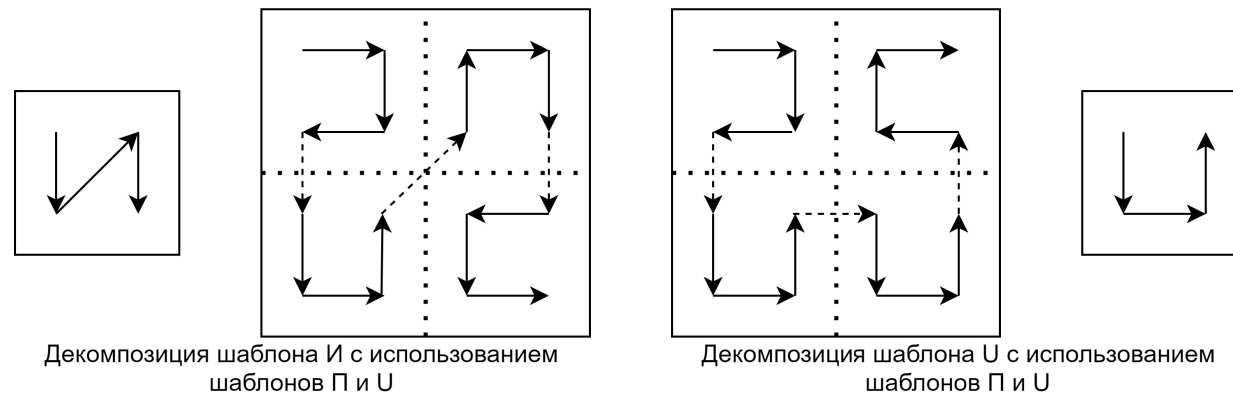 Декомпозиция шаблона И с использованием
шаблонов П и U
Декомпозиция шаблона U с использованием
шаблонов П и U